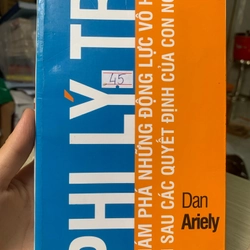 PHI LÝ TR
45
ÁM PHÁ NHỮNG ĐỘNG LỰC VÔ H
SAU CÁC QUYẾT ĐỊNH CỦA CON NG
Dan
Ariely